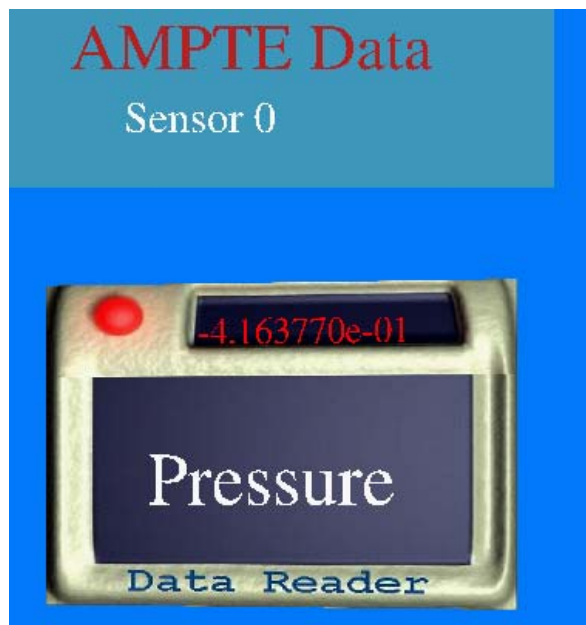 AMPTE Data
Sensor 0
-4.163770e-01
Pressure
Data Reader